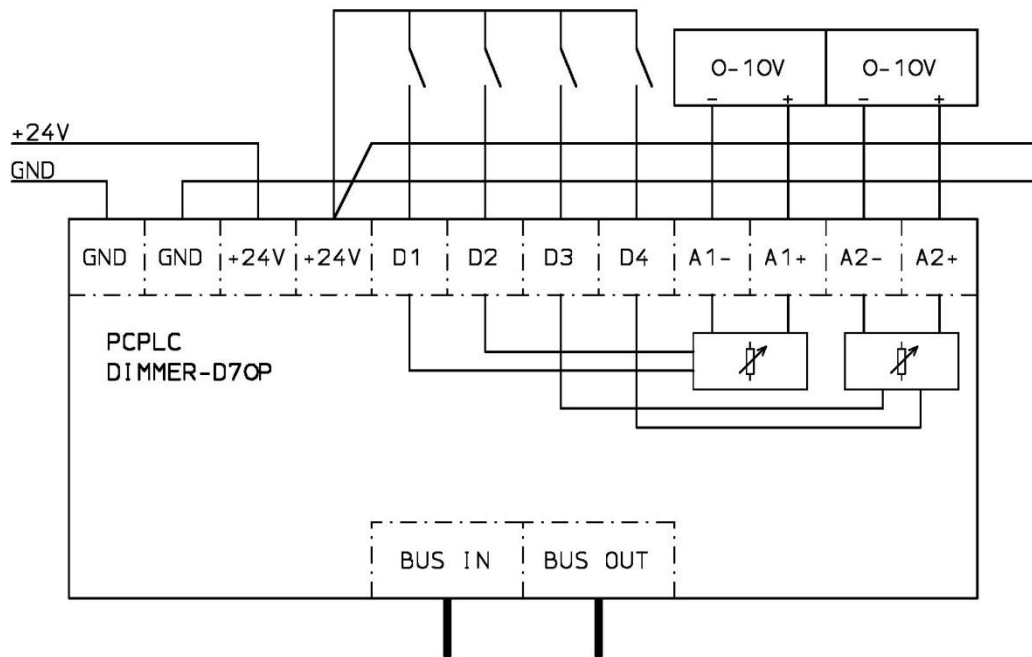 0-10V 0-10V
- + - +
+24V
GND
GND GND +24V +24V D1 D2 D3 D4 A1- A1+ A2- A2+
PCPLC
DIMMER-D70P
BUS IN BUS OUT